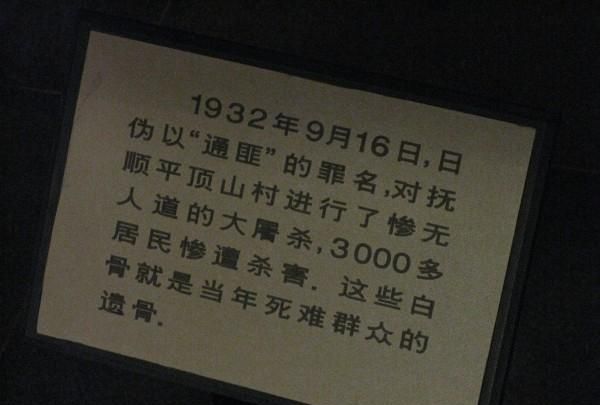 1932年9月16日,日
伪以“通匪”的罪名,对抚
顺平顶山村进行了惨无
人道的大屠杀,3000多
居民惨遭杀害.这些白
骨就是当年死难群众的
遗骨.